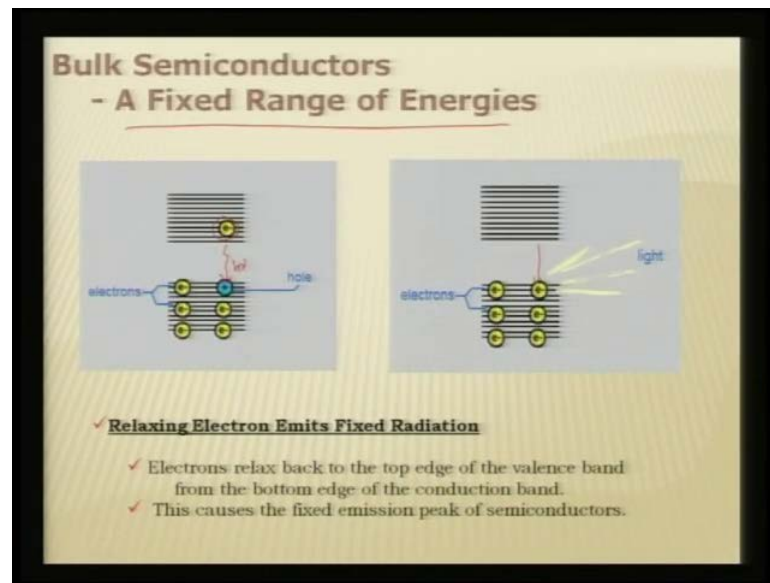 Bulk Semiconductors
- A Fixed Range of Energies
electrons
hole
electrons
light
✓ Relaxing Electron Emits Fixed Radiation
✓ Electrons relax back to the top edge of the valence band
from the bottom edge of the conduction band.
✓ This causes the fixed emission peak of semiconductors.